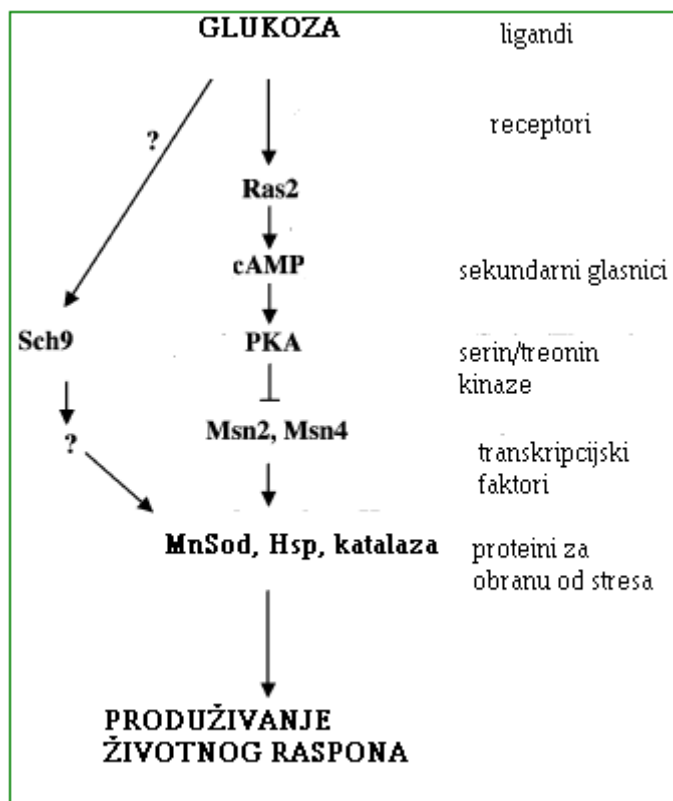 GLUKOZA
ligandi
receptori
?
Ras2
cAMP
sekundarni glasnici
Sch9
PKA
serin/treonin
kinaze
Msn2, Msn4
?
transkripcijski
faktori
MnSod, Hsp, katalaza
proteini za
obranu od stresa
PRODUŽIVANJE
ŽIVOTNOG RASPONA